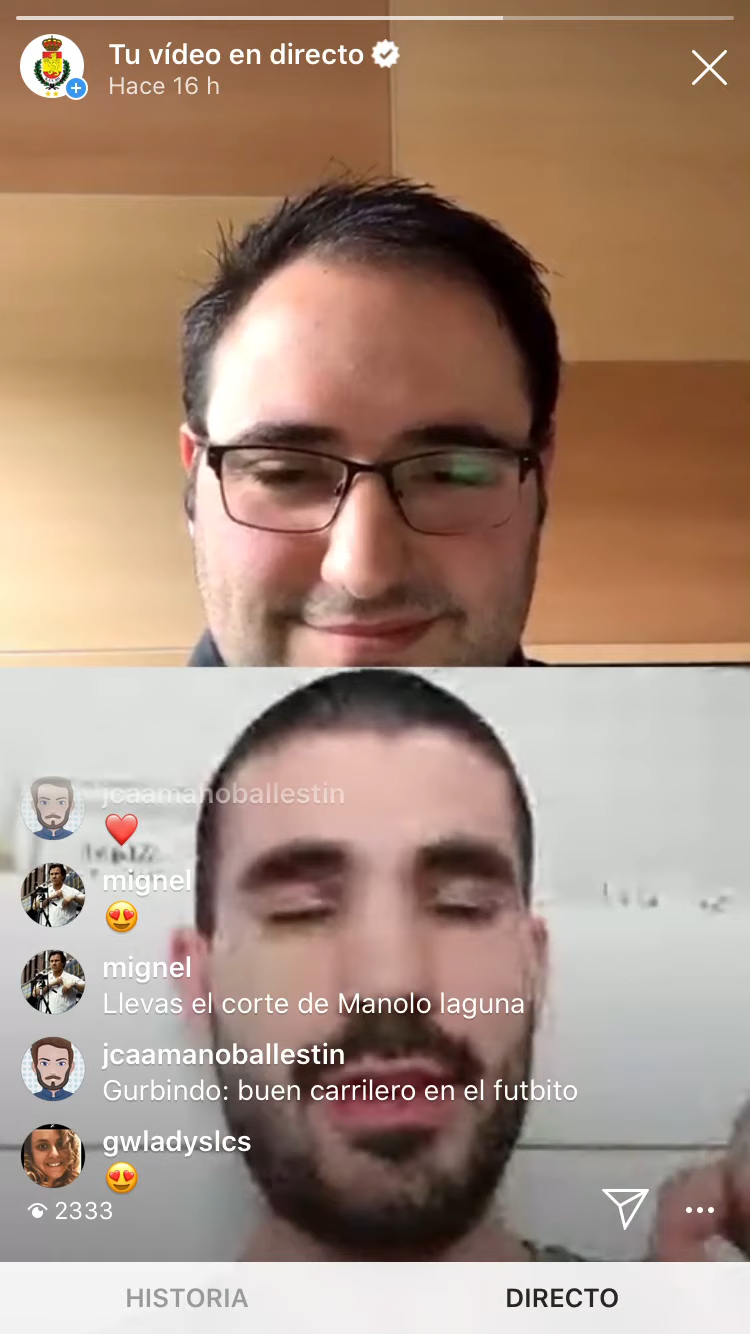 Tu vídeo en directo
Hace 16 h
jcaamanoballestin
❤️
mignel
😍
mignel
Llevas el corte de Manolo laguna
jcaamanoballestin
Gurbindo: buen carrilero en el futbito
gwladyslcs
😍
2333
HISTORIA
DIRECTO